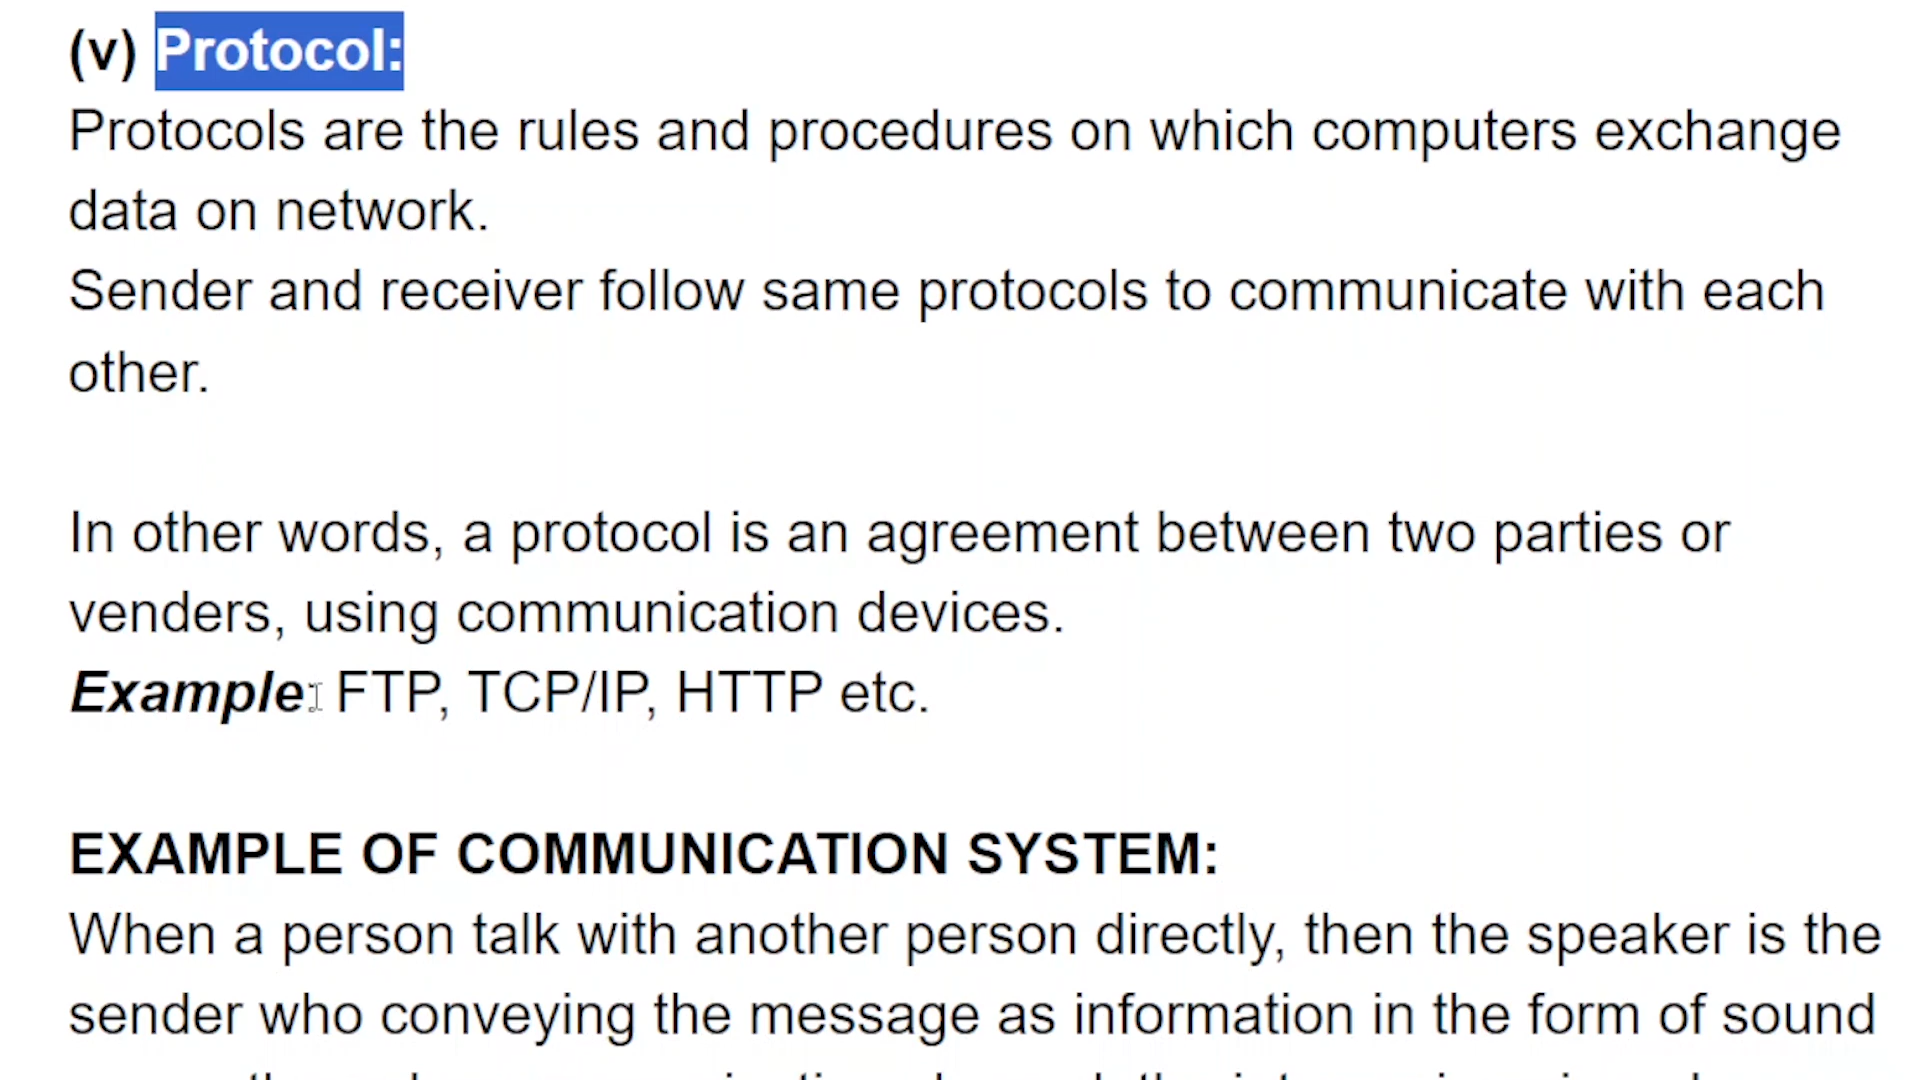 (v) Protocol:
Protocols are the rules and procedures on which computers exchange
data on network.
Sender and receiver follow same protocols to communicate with each
other.
In other words, a protocol is an agreement between two parties or
venders, using communication devices.
Example: FTP, TCP/IP, HTTP etc.
EXAMPLE OF COMMUNICATION SYSTEM:
When a person talk with another person directly, then the speaker is the
sender who conveying the message as information in the form of sound